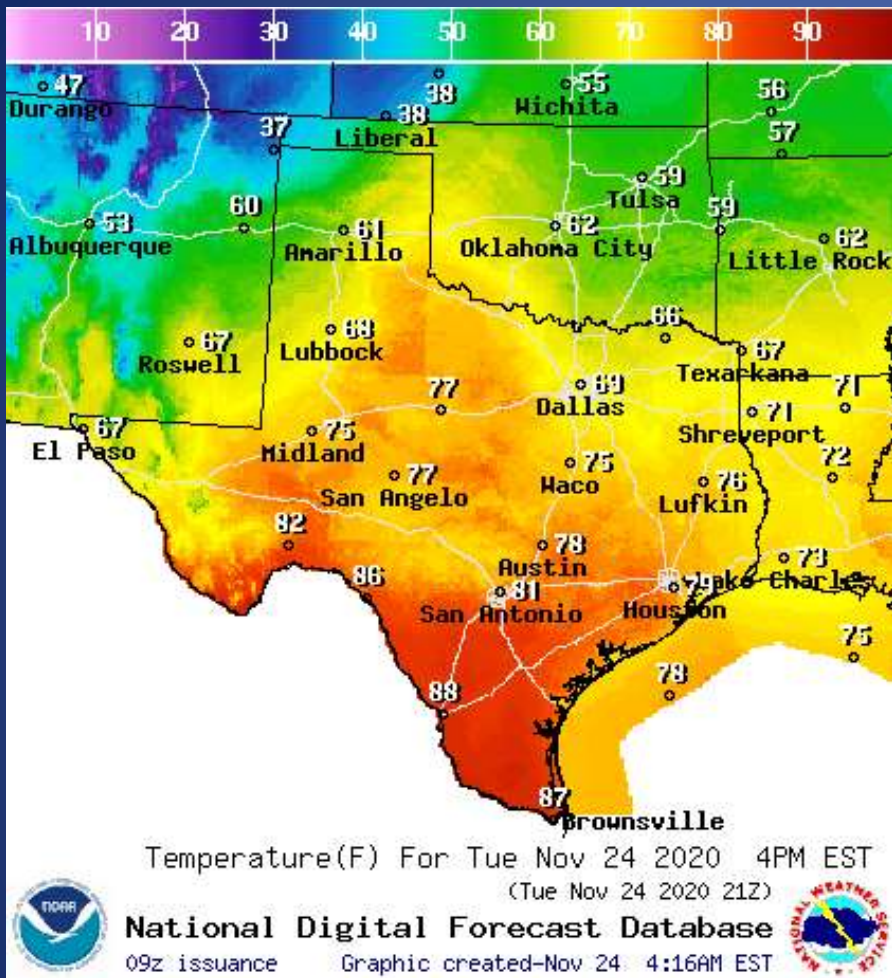 10 20 30 40 50 60 70 80 90
47 38 55 56
Durango 38 Wichita
37 Liberal 57
59
Tulsa
53 60 61 62 59 62
Albuquerque Amarillo Oklahoma City Little Rock
67 68 66
Roswell Lubbock 67
Texarkana
77 69 71 71
Dallas Shreveport
67 75
El Paso Midland
77 75 76 72
San Angelo Waco Lufkin
82 78 73
Austin
86 81 79 Lake Charles
San Antonio Houston
75
88 78
87
Brownsville
Temperature(F) For Tue Nov 24 2020 4PM EST
(Tue Nov 24 2020 21Z)
NOAA
National Digital Forecast Database
09z issuance Graphic created-Nov 24 4:16AM EST
NATIONAL WEATHER SERVICE